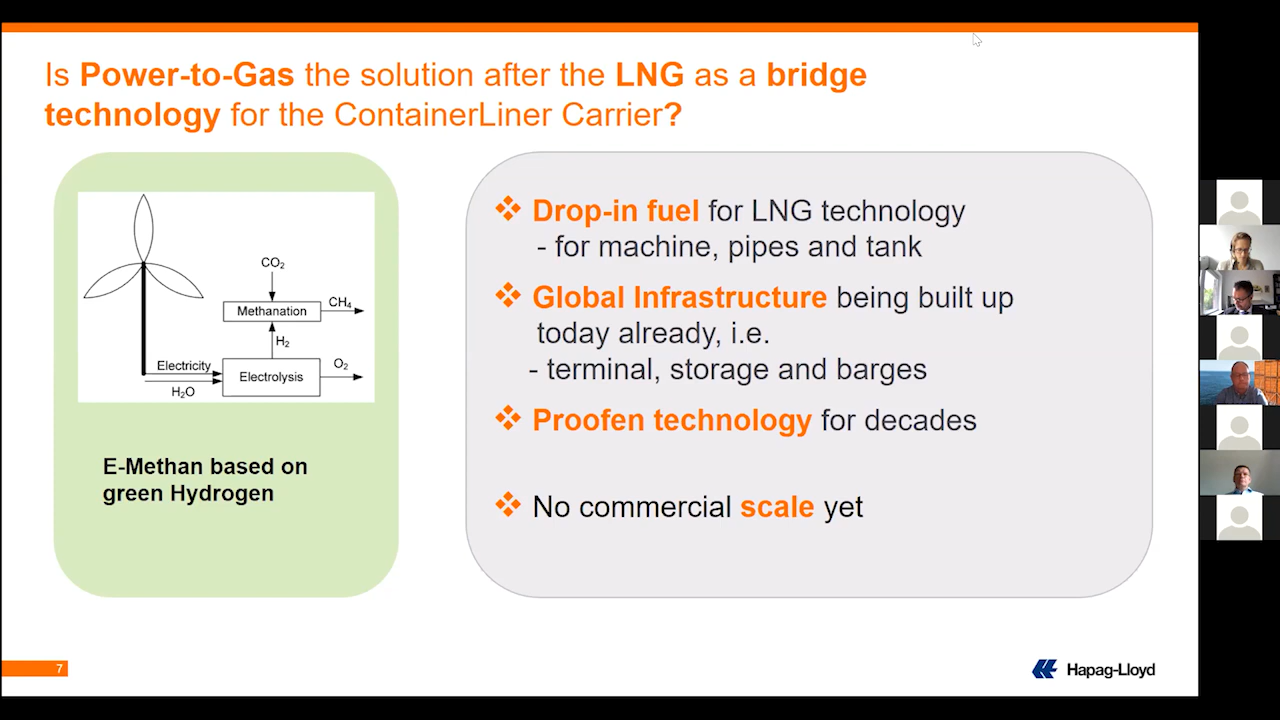 Is Power-to-Gas the solution after the LNG as a bridge
technology for the ContainerLiner Carrier?
CO₂
Methanation
CH₄
H₂
Electricity
H₂O
Electrolysis
O₂
E-Methan based on
green Hydrogen
❖ Drop-in fuel for LNG technology
- for machine, pipes and tank
❖ Global Infrastructure being built up
today already, i.e.
- terminal, storage and barges
❖ Proofen technology for decades
❖ No commercial scale yet
7
Hapag-Lloyd